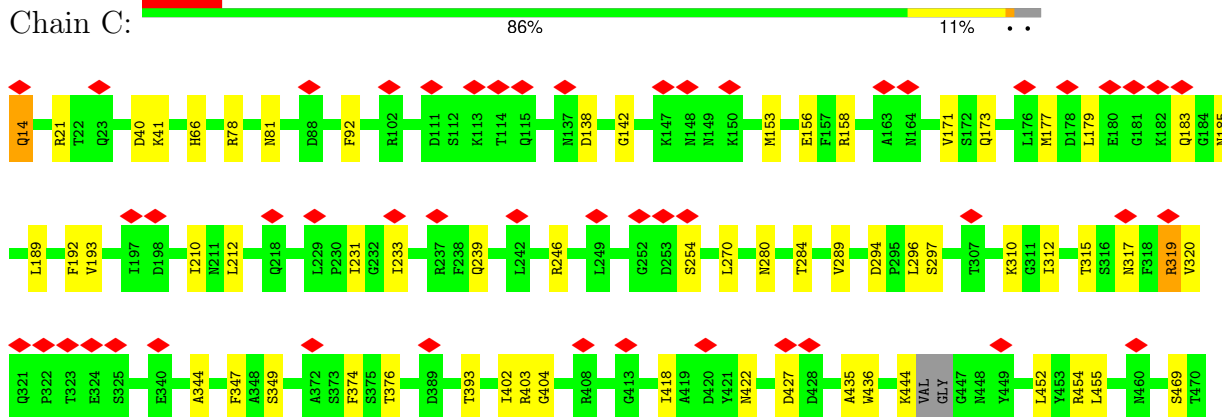 Chain C:
86% 11% • •
Q14 R21 T22 Q23 D40 K41 H66 R78 N81 D88 F92 R102 D111 S112 K113 T114 Q115 N137 D138 G142 K147 N148 N149 K150 M153 E156 F157 R158 A163 N164 V171 S172 Q173 L176 M177 D178 L179 E180 G181 K182 Q183 G184 N185
L189 F192 V193 I197 D198 I210 N211 L212 Q218 L229 P230 I231 G232 I233 R237 F238 Q239 L242 R246 L249 G252 D253 S254 L270 N280 T284 V289 D294 P295 L296 S297 T307 K310 G311 I312 T315 S316 N317 F318 R319 V320
Q321 P322 T323 E324 S325 E340 A344 F347 A348 S349 A372 S373 F374 S375 T376 D389 T393 I402 R403 G404 R408 G413 I418 A419 D420 Y421 N422 D427 D428 A435 W436 K444 VAL GLY G447 N448 Y449 L452 Y453 R454 L455 N460 S469 T470